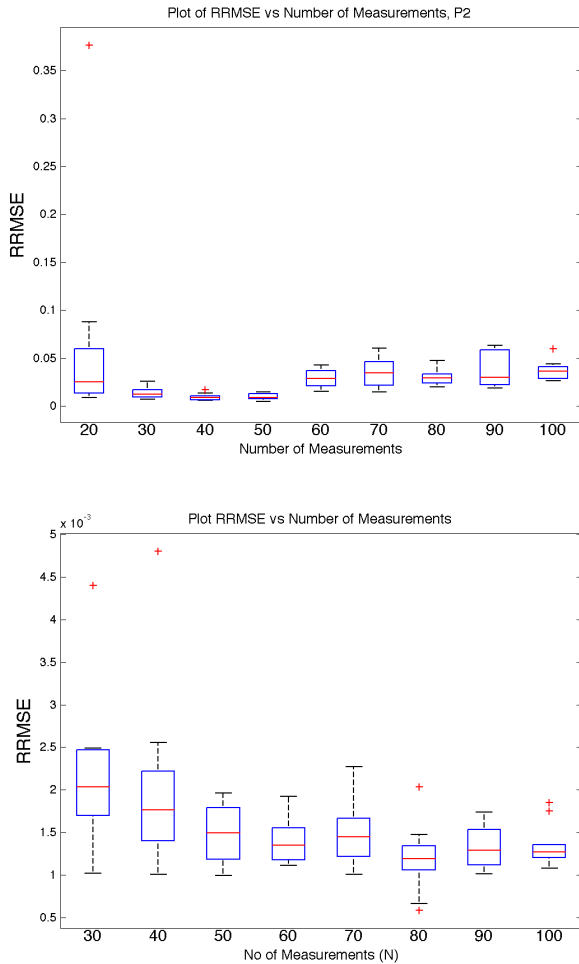 Plot of RRMSE vs Number of Measurements, P2
0.35
0.3
0.25
0.2
0.15
0.1
0.05
0
RRMSE
20 30 40 50 60 70 80 90 100
Number of Measurements
Plot RRMSE vs Number of Measurements
x 10⁻³
5
4.5
4
3.5
3
2.5
2
1.5
1
0.5
RRMSE
30 40 50 60 70 80 90 100
No of Measurements (N)